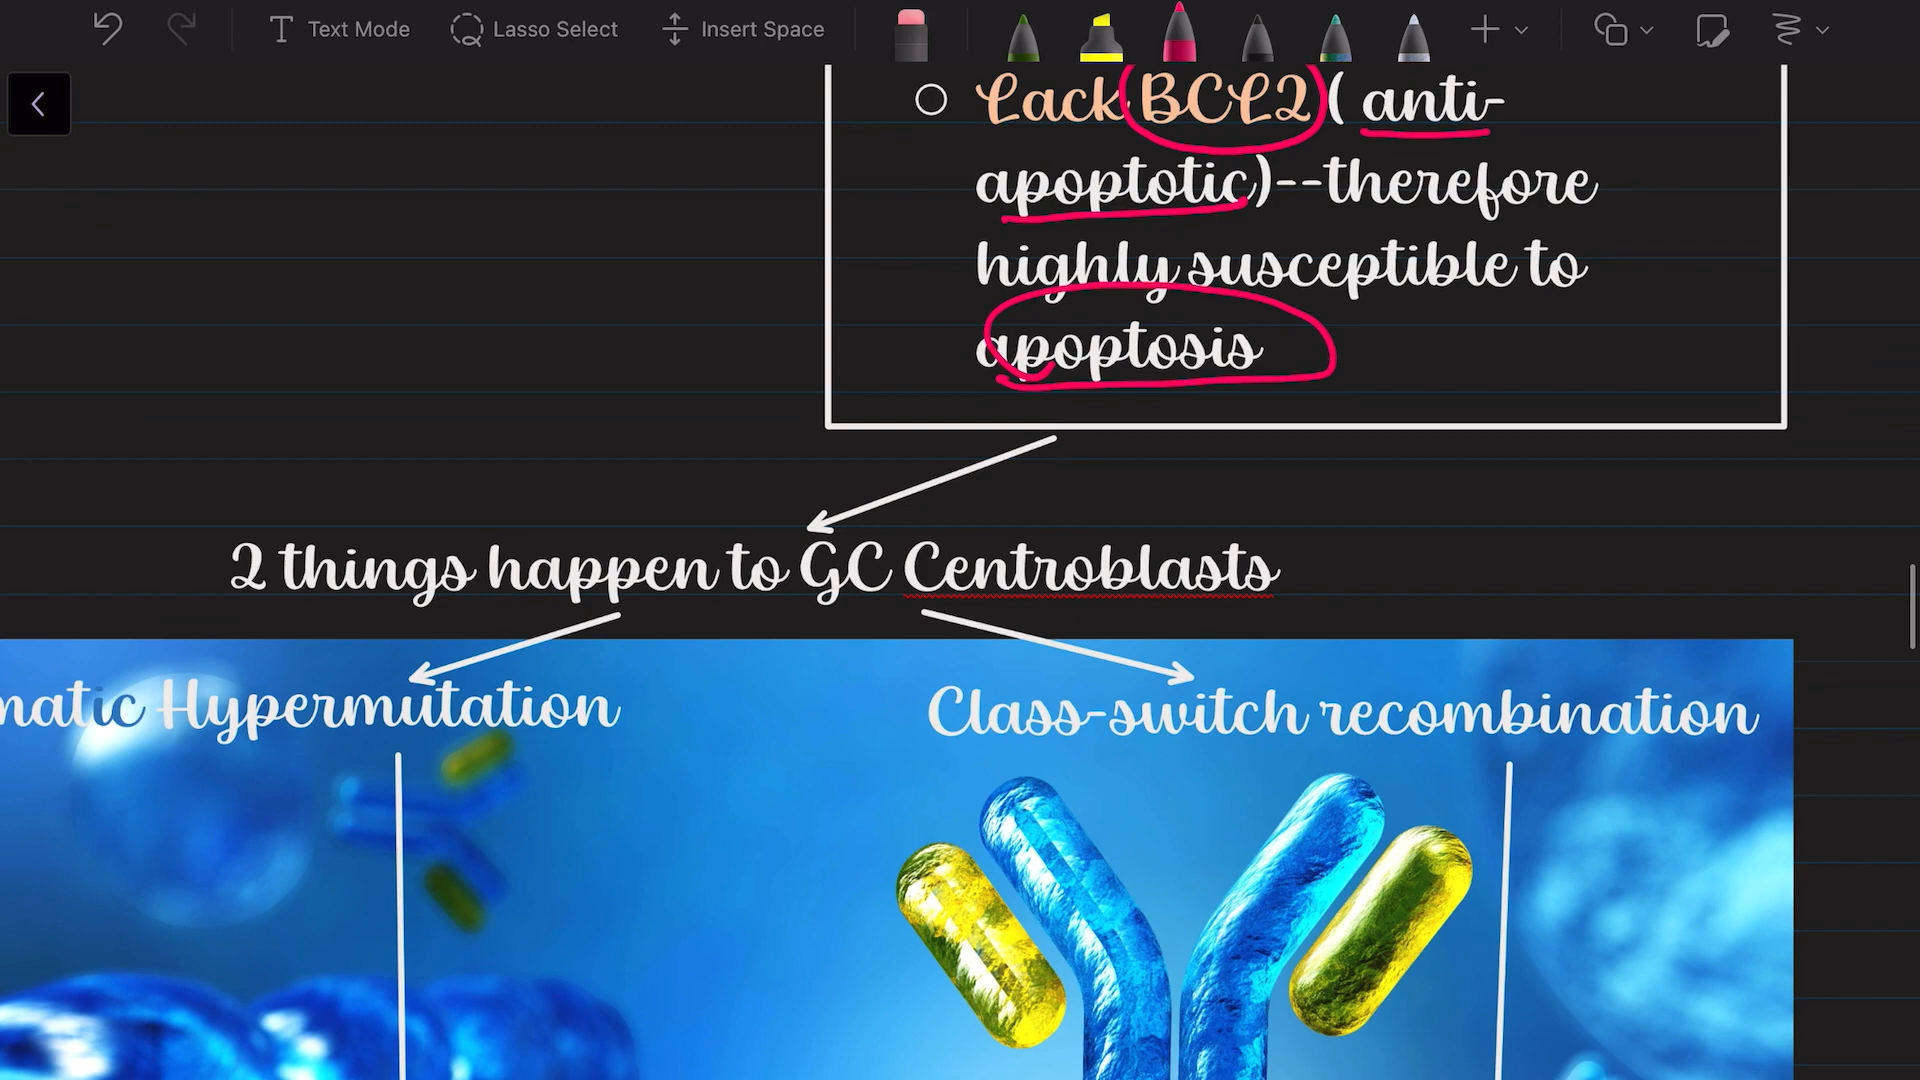 Text Mode Lasso Select Insert Space
Lack BCL2 ( anti-
apoptotic)--therefore
highly susceptible to
apoptosis
2 things happen to GC Centroblasts
matic Hypermutation
Class-switch recombination